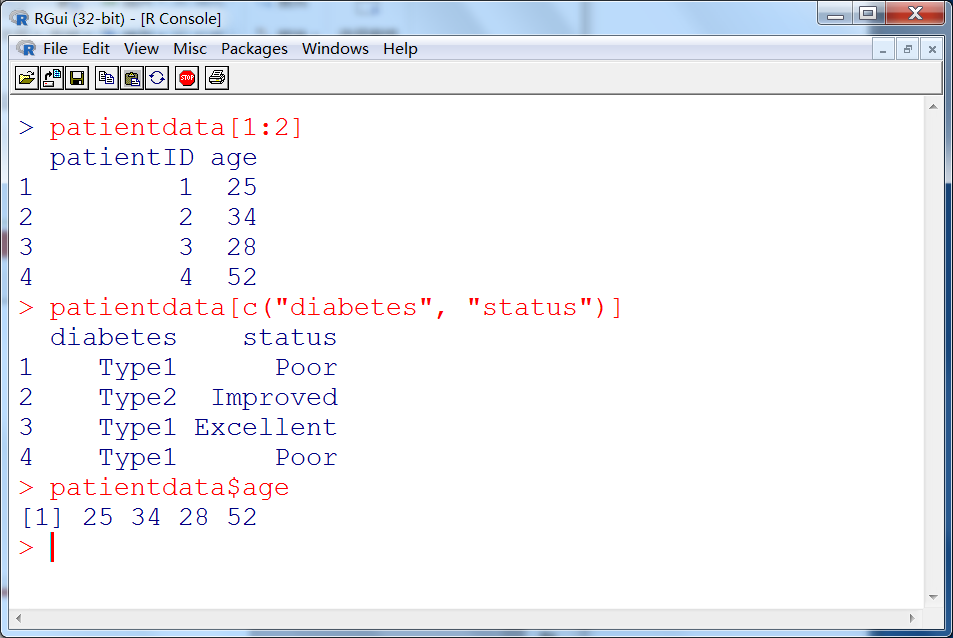 RGui (32-bit) - [R Console]
R File Edit View Misc Packages Windows Help
STOP
> patientdata[1:2]
  patientID age
1         1  25
2         2  34
3         3  28
4         4  52
> patientdata[c("diabetes", "status")]
  diabetes    status
1    Type1      Poor
2    Type2  Improved
3    Type1 Excellent
4    Type1      Poor
> patientdata$age
[1] 25 34 28 52
>